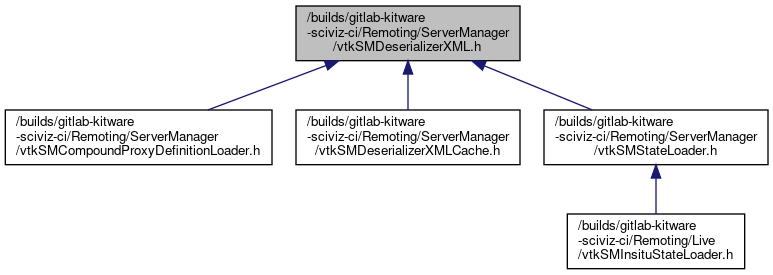 /builds/gitlab-kitware
-sciviz-ci/Remoting/ServerManager
/vtkSMDeserializerXML.h
/builds/gitlab-kitware
-sciviz-ci/Remoting/ServerManager
/vtkSMCompoundProxyDefinitionLoader.h
/builds/gitlab-kitware
-sciviz-ci/Remoting/ServerManager
/vtkSMDeserializerXMLCache.h
/builds/gitlab-kitware
-sciviz-ci/Remoting/ServerManager
/vtkSMStateLoader.h
/builds/gitlab-kitware
-sciviz-ci/Remoting/Live
/vtkSMInsituStateLoader.h